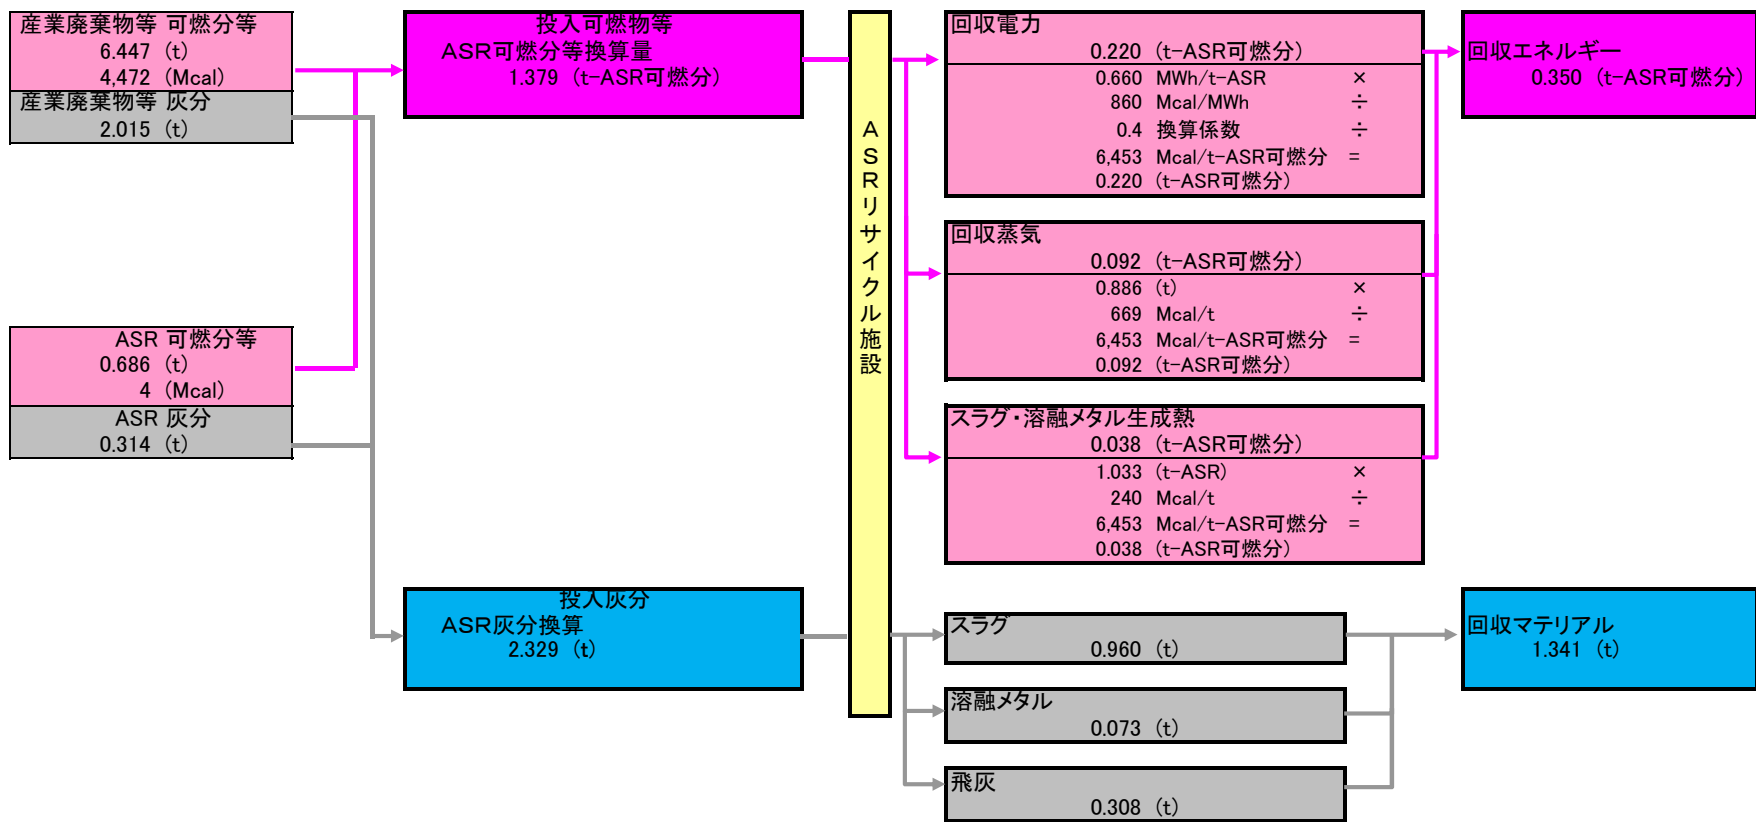 産業廃棄物等 可燃分等
6.447 (t)
4,472 (Mcal)
産業廃棄物等 灰分
2.015 (t)
ASR 可燃分等
0.686 (t)
4 (Mcal)
ASR 灰分
0.314 (t)
投入可燃物等
ASR可燃分等換算量
1.379 (t-ASR可燃分)
投入灰分
ASR灰分換算
2.329 (t)
ASRリサイクル施設
回収電力
0.220 (t-ASR可燃分)
0.660 MWh/t-ASR ×
860 Mcal/MWh ÷
0.4 換算係数 ÷
6,453 Mcal/t-ASR可燃分 =
0.220 (t-ASR可燃分)
回収蒸気
0.092 (t-ASR可燃分)
0.886 (t) ×
669 Mcal/t ÷
6,453 Mcal/t-ASR可燃分 =
0.092 (t-ASR可燃分)
スラグ・溶融メタル生成熱
0.038 (t-ASR可燃分)
1.033 (t-ASR) ×
240 Mcal/t ÷
6,453 Mcal/t-ASR可燃分 =
0.038 (t-ASR可燃分)
スラグ
0.960 (t)
溶融メタル
0.073 (t)
飛灰
0.308 (t)
回収エネルギー
0.350 (t-ASR可燃分)
回収マテリアル
1.341 (t)